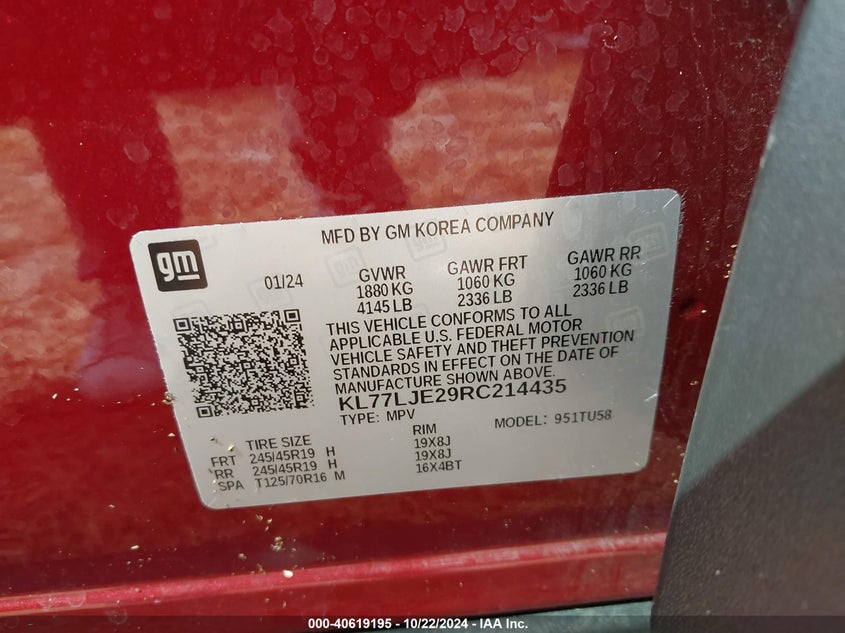 MFD BY GM KOREA COMPANY
gm
01/24
GVWR
1880 KG
4145 LB
GAWR FRT
1060 KG
2336 LB
GAWR RR
1060 KG
2336 LB
THIS VEHICLE CONFORMS TO ALL
APPLICABLE U.S. FEDERAL MOTOR
VEHICLE SAFETY AND THEFT PREVENTION
STANDARDS IN EFFECT ON THE DATE OF
MANUFACTURE SHOWN ABOVE.
KL77LJE29RC214435
TYPE: MPV MODEL: 951TU58
TIRE SIZE RIM
FRT 245/45R19 H 19X8J
RR 245/45R19 H 19X8J
SPA T125/70R16 M 16X4BT
000-40619195 - 10/22/2024 - IAA Inc.